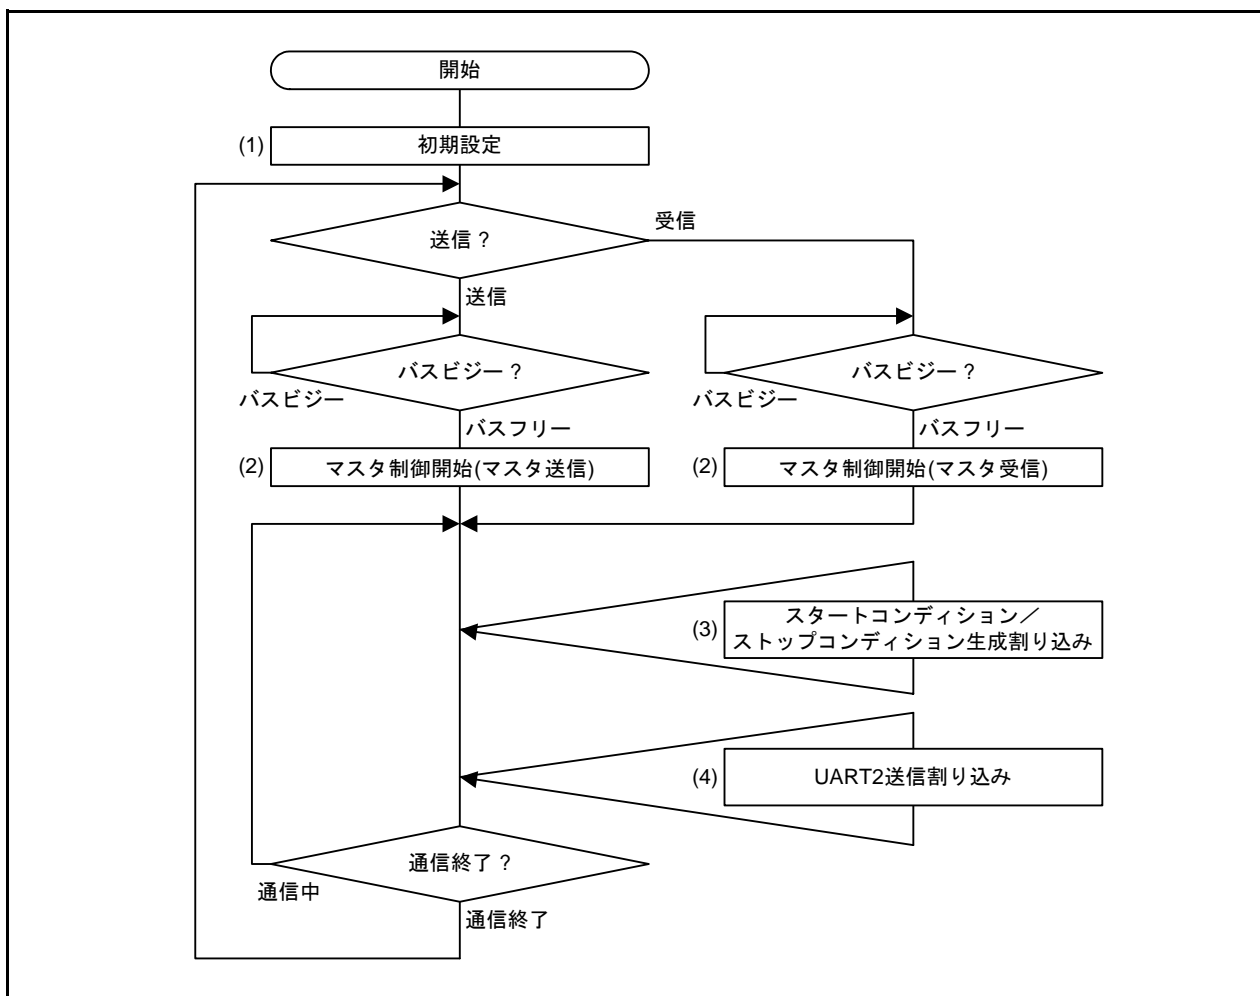 開始
(1)
初期設定
送信 ?
受信
送信
バスビジー ?
バスビジー
バスフリー
バスビジー ?
バスビジー
バスフリー
(2)
マスタ制御開始(マスタ送信)
(2)
マスタ制御開始(マスタ受信)
(3)
スタートコンディション／
ストップコンディション生成割り込み
(4)
UART2送信割り込み
通信終了 ?
通信中
通信終了